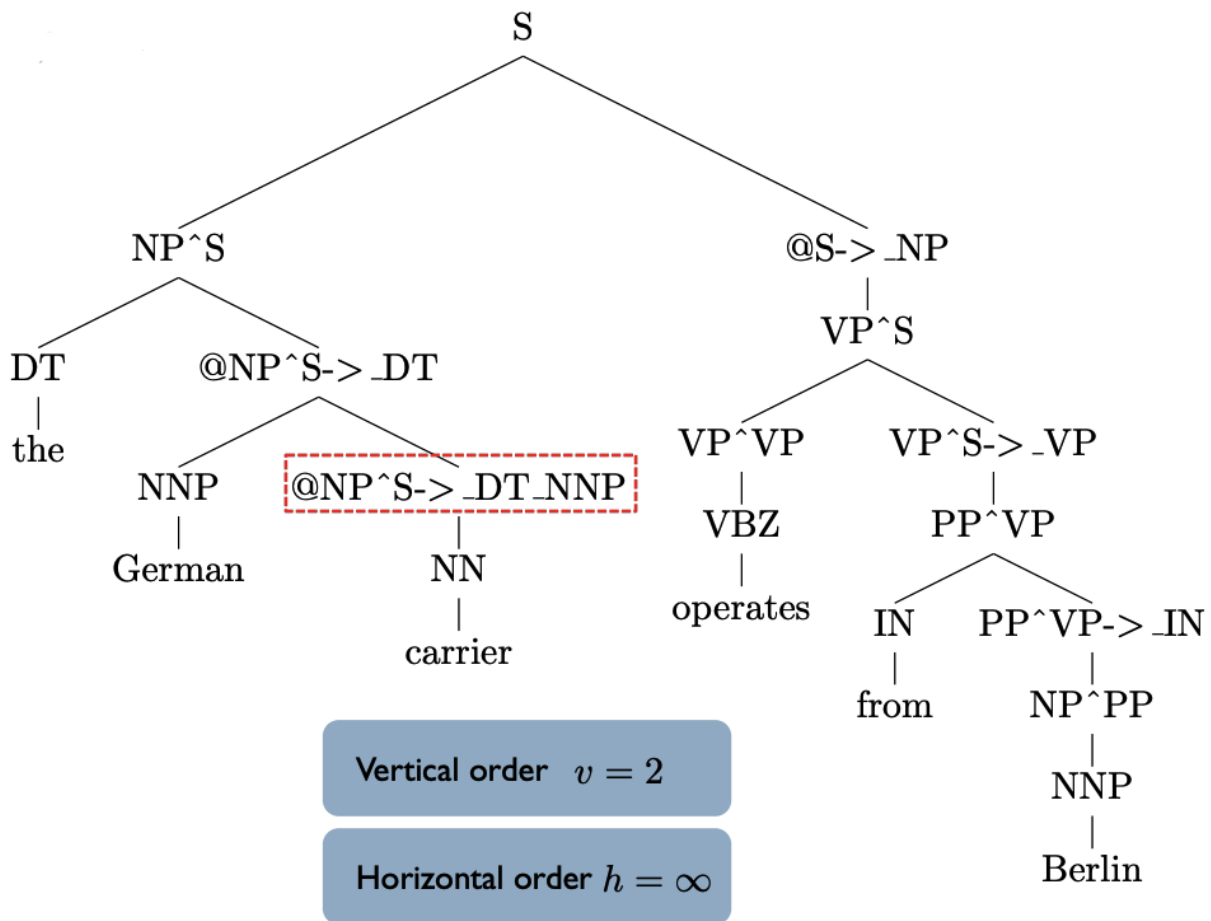 S
NP^S @S-> _NP
VP^S
DT @NP^S-> _DT
the VP^VP VP^S-> _VP
NNP @NP^S-> _DT_NNP
VBZ PP^VP
German NN
operates IN PP^VP-> _IN
carrier
from NP^PP
Vertical order v = 2
NNP
Horizontal order h = ∞ Berlin